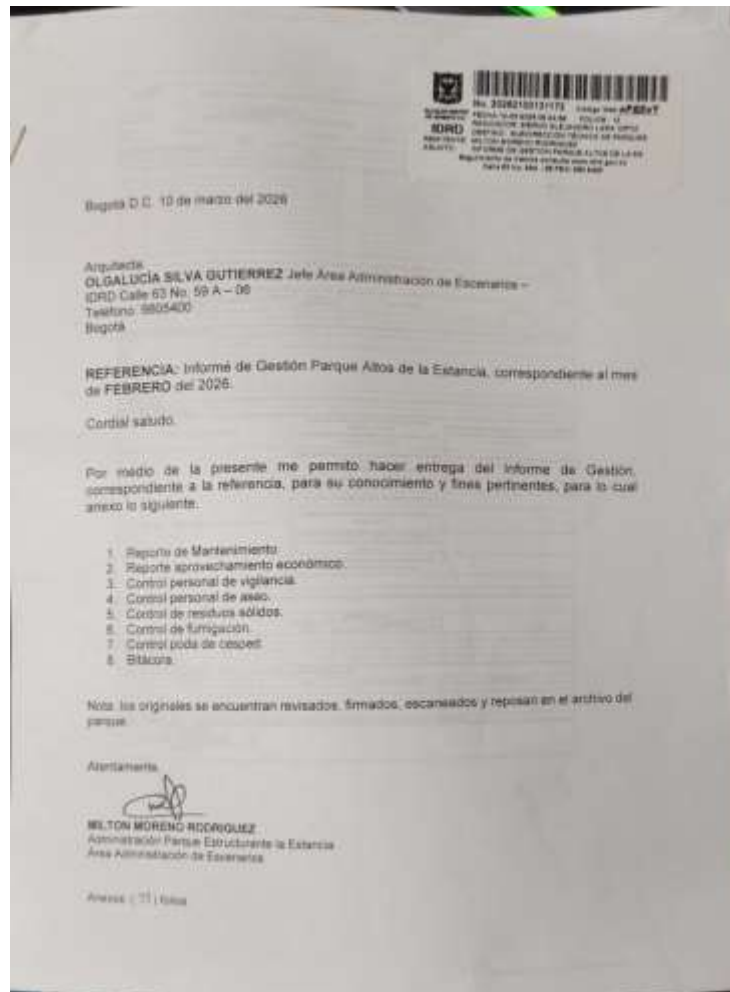 No. 20262100131172
IDRD
Bogotá D.C. 10 de marzo del 2026
Arquitecta
OLGALUCÍA SILVA GUTIERREZ Jefe Área Administración de Escenarios –
IDRD Calle 63 No. 59 A – 06
Teléfono: 6605400
Bogotá
REFERENCIA: Informe de Gestión Parque Altos de la Estancia, correspondiente al mes
de FEBRERO del 2026.
Cordial saludo,
Por medio de la presente me permito hacer entrega del Informe de Gestión,
correspondiente a la referencia, para su conocimiento y fines pertinentes, para lo cual
anexo lo siguiente.
1. Reporte de Mantenimiento
2. Reporte aprovechamiento económico.
3. Control personal de vigilancia.
4. Control personal de aseo.
5. Control de residuos sólidos.
6. Control de fumigación.
7. Control poda de césped
8. Bitácora
Nota: los originales se encuentran revisados, firmados, escaneados y reposan en el archivo del
parque.
Atentamente
MILTON MORENO RODRIGUEZ
Administración Parque Estructurante la Estancia
Área Administración de Escenarios
Anexos ( ) folios